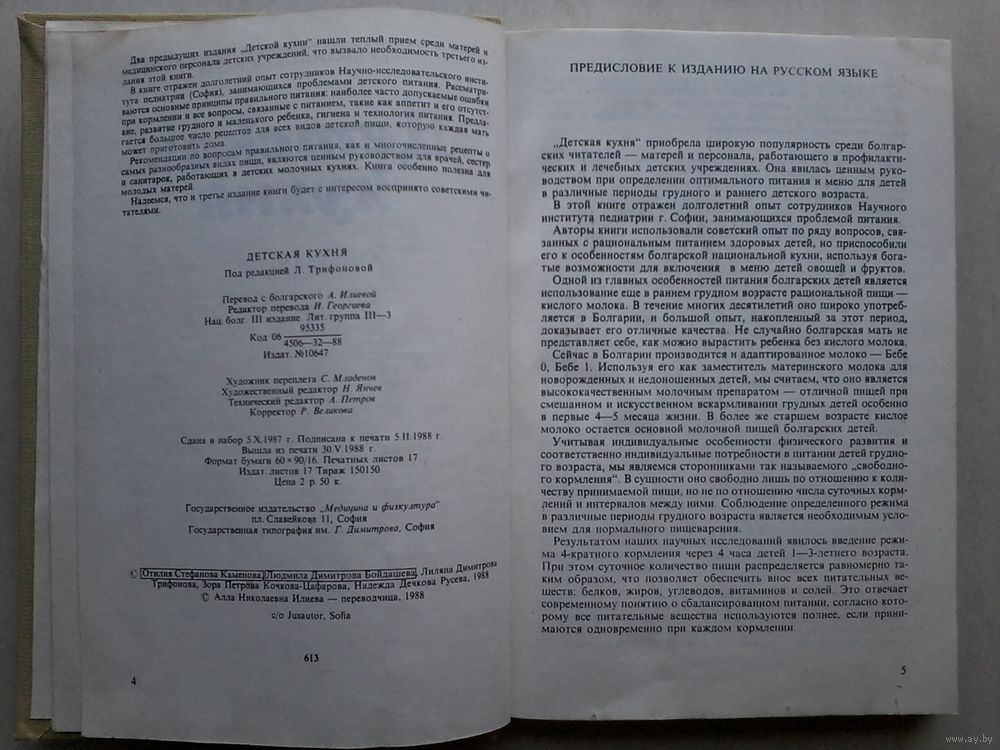 Два предыдущих издания „Детской кухни" нашли теплый прием среди матерей и
медицинского персонала детских учреждений, что вызвало необходимость третьего из-
дания этой книги.
В книге отражен долголетний опыт сотрудников Научно-исследовательского инсти-
тута педиатрии (София), занимающихся проблемами детского питания. Рассматри-
ваются основные принципы правильного питания: наиболее часто допускаемые ошибки
при кормлении и все вопросы, связанные с питанием, такие как аппетит и его отсутст-
вие, развитие грудного и маленького ребенка, гигиена и технология питания. Предла-
гается большое число рецептов для всех видов детской пищи, которую каждая мать
может приготовить дома.
Рекомендации по вопросам правильного питания, как и многочисленные рецепты о
самых разнообразных видах пищи, являются ценным руководством для врачей, сестер
и санитарок, работающих в детских молочных кухнях. Книга особенно полезна для
молодых матерей.
Надеемся, что и третье издание книги будет с интересом воспринято советскими чи-
тателями.
ДЕТСКАЯ КУХНЯ
Под редакцией Л. Трифоновой
Перевод с болгарского А. Илиевой
Редактор перевода И. Георгиева
Нац. болг. III издание. Лит. группа III—3
95335
Код 06
4506—32—88
Издат. №10647
Художник переплета С. Младенов
Художественный редактор Н. Янчев
Технический редактор А. Петров
Корректор Р. Великова
Сдана в набор 5.X.1987 г. Подписана к печати 5.II.1988 г.
Вышла из печати 30.V.1988 г.
Формат бумаги 60×90/16. Печатных листов 17
Издат. листов 17 Тираж 150150
Цена 2 р. 50 к.
Государственное издательство „Медицина и физкултура"
пл. Славейкова 11, София
Государственная типография им. Г. Димитрова, София
© Отилия Стефанова Каменова, Людмила Димитрова Бойдашева, Лиляна Димитрова
Трифонова, Зора Петрова Кочкова-Цафарова, Надежда Дечкова Русева, 1988
© Алла Николаевна Илиева — переводчица, 1988
c/o Jusautor, Sofia
613
4
ПРЕДИСЛОВИЕ К ИЗДАНИЮ НА РУССКОМ ЯЗЫКЕ
„Детская кухня" приобрела широкую популярность среди болгар-
ских читателей — матерей и персонала, работающего в профилакти-
ческих и лечебных детских учреждениях. Она явилась ценным руко-
водством при определении оптимального питания и меню для детей
в различные периоды грудного и раннего детского возраста.
В этой книге отражен долголетний опыт сотрудников Научного
института педиатрии г. Софии, занимающихся проблемой питания.
Авторы книги использовали советский опыт по ряду вопросов, свя-
занных с рациональным питанием здоровых детей, но приспособили
его к особенностям болгарской национальной кухни, используя бога-
тые возможности для включения в меню детей овощей и фруктов.
Одной из главных особенностей питания болгарских детей является
использование еще в раннем грудном возрасте рациональной пищи —
кислого молока. В течение многих десятилетий оно широко употреб-
ляется в Болгарии, и большой опыт, накопленный за этот период,
доказывает его отличные качества. Не случайно болгарская мать не
представляет себе, как можно вырастить ребенка без кислого молока.
Сейчас в Болгарии производится и адаптированное молоко — Бебе
0, Бебе 1. Используя его как заместитель материнского молока для
новорожденных и недоношенных детей, мы считаем, что оно является
высококачественным молочным препаратом — отличной пищей при
смешанном и искусственном вскармливании грудных детей особенно
в первые 4—5 месяца жизни. В более же старшем возрасте кислое
молоко остается основной молочной пищей болгарских детей.
Учитывая индивидуальные особенности физического развития и
соответственно индивидуальные потребности в питании детей грудно-
го возраста, мы являемся сторонниками так называемого „свободно-
го кормления". В сущности оно свободно лишь по отношению к коли-
честву принимаемой пищи, но не по отношению числа суточных корм-
лений и интервалов между ними. Соблюдение определенного режима
в различные периоды грудного возраста является необходимым усло-
вием для нормального пищеварения.
Результатом наших научных исследований явилось введение режи-
ма 4-кратного кормления через 4 часа детей 1—3-летнего возраста.
При этом суточное количество пищи распределяется равномерно та-
ким образом, что позволяет обеспечить внос всех питательных ве-
ществ: белков, жиров, углеводов, витаминов и солей. Это отвечает
современному понятию о сбалансированном питании, согласно кото-
рому все питательные вещества используются полнее, если прини-
маются одновременно при каждом кормлении.
5
www.ay.by